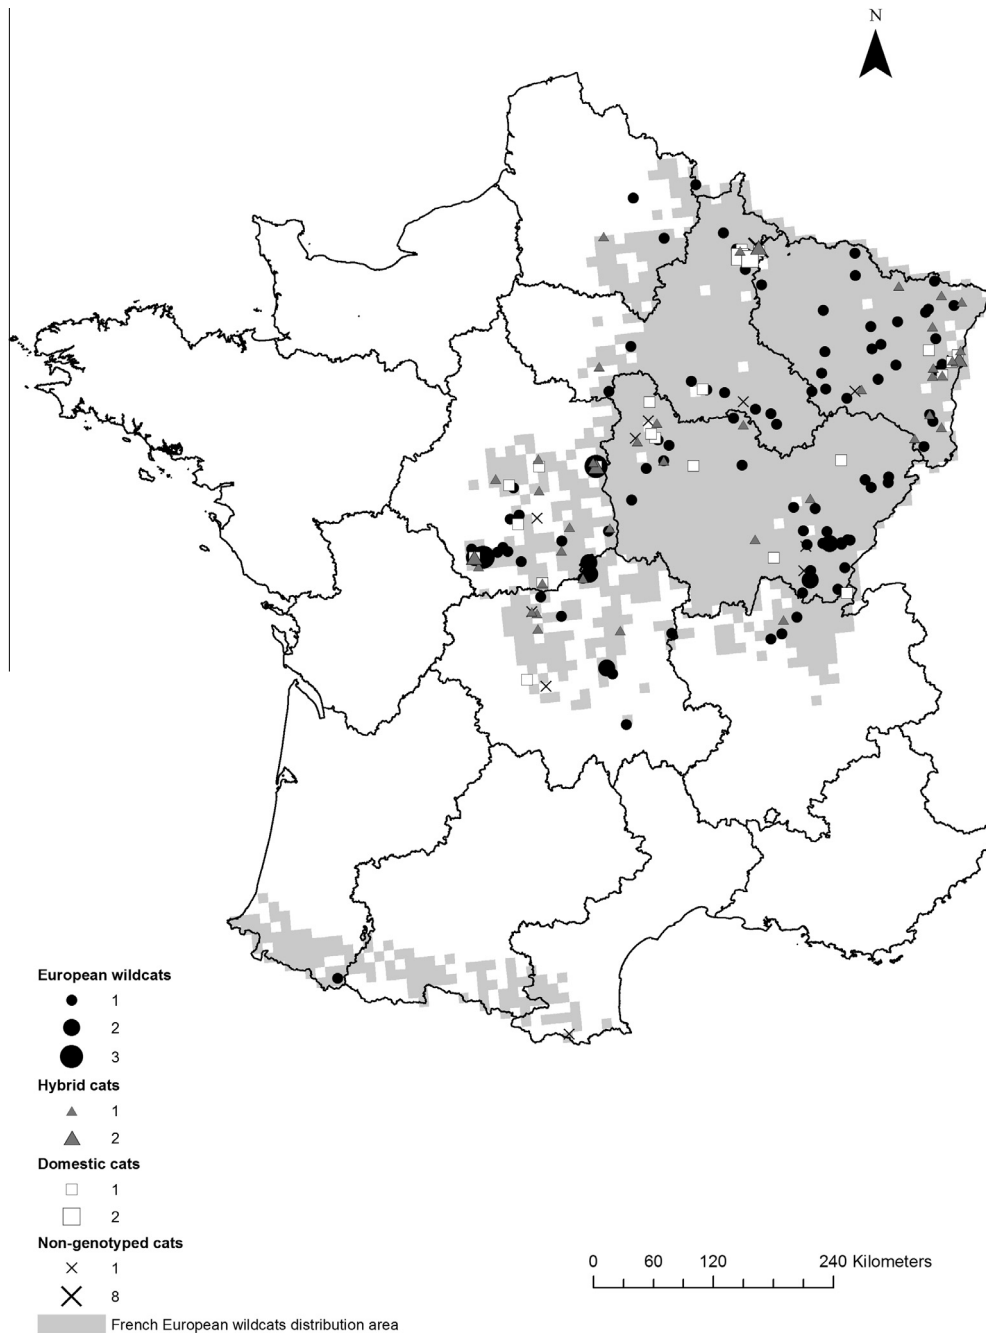 N
European wildcats
1
2
3
Hybrid cats
1
2
Domestic cats
1
2
Non-genotyped cats
1
8
French European wildcats distribution area
0 60 120 240 Kilometers